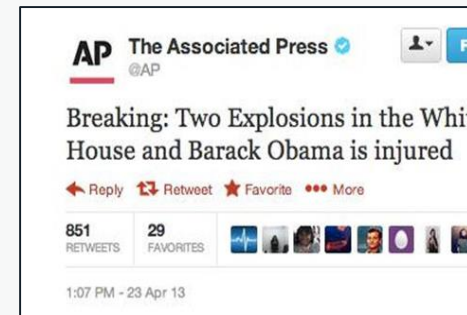 AP The Associated Press
@AP
Breaking: Two Explosions in the
House and Barack Obama is injured
Reply Retweet Favorite More
851 29
RETWEETS FAVORITES
1:07 PM - 23 Apr 13